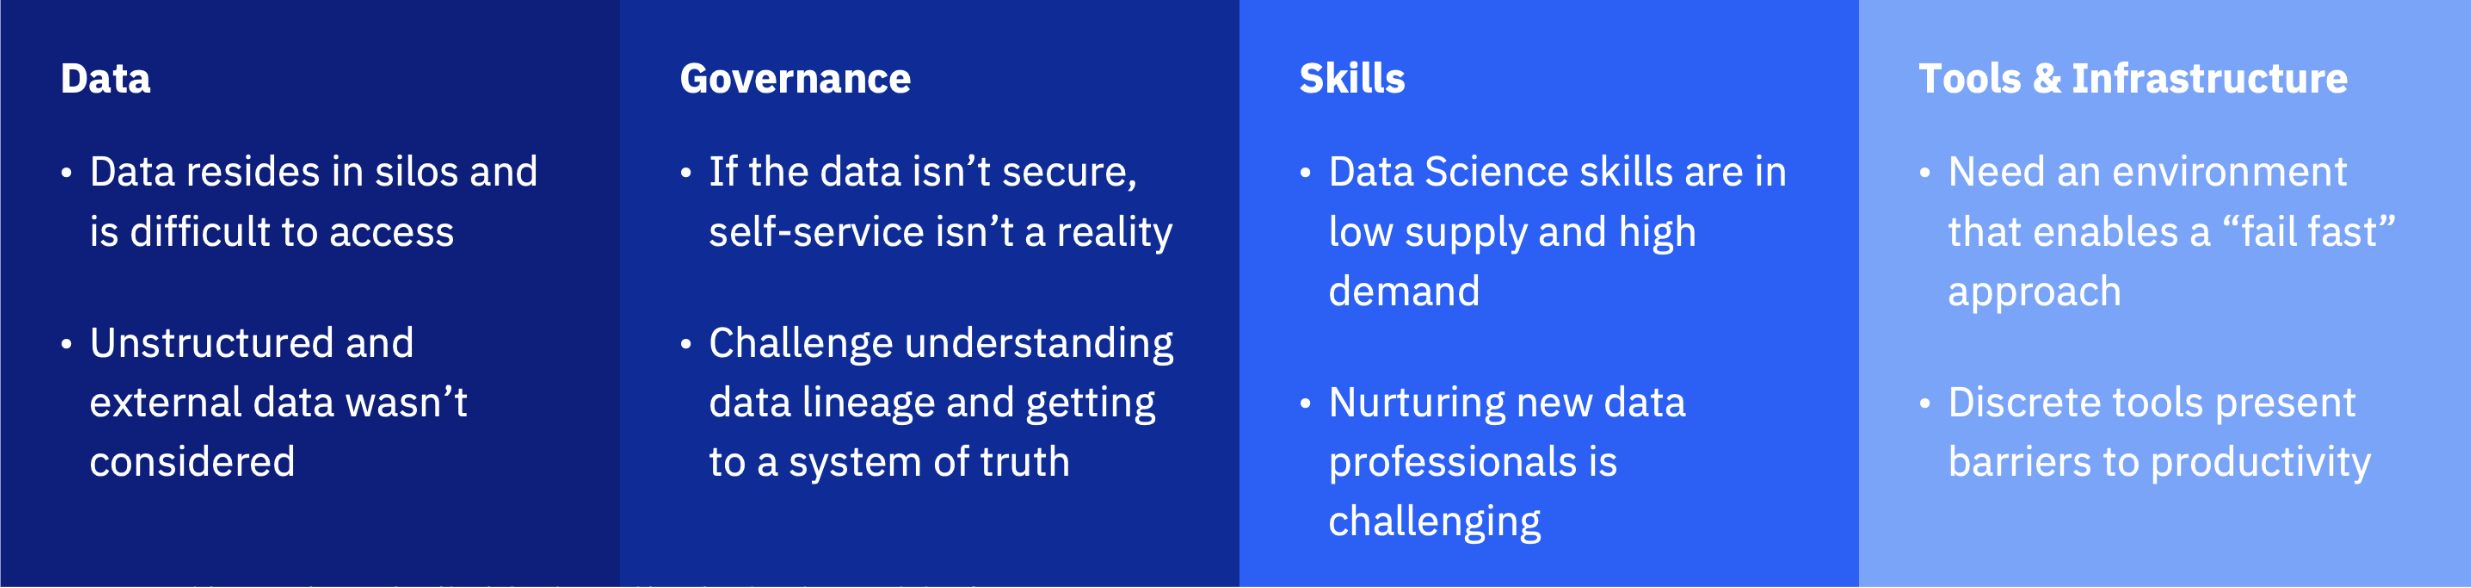 Data
• Data resides in silos and
is difficult to access
• Unstructured and
external data wasn’t
considered
Governance
• If the data isn’t secure,
self-service isn’t a reality
• Challenge understanding
data lineage and getting
to a system of truth
Skills
• Data Science skills are in
low supply and high
demand
• Nurturing new data
professionals is
challenging
Tools & Infrastructure
• Need an environment
that enables a “fail fast”
approach
• Discrete tools present
barriers to productivity